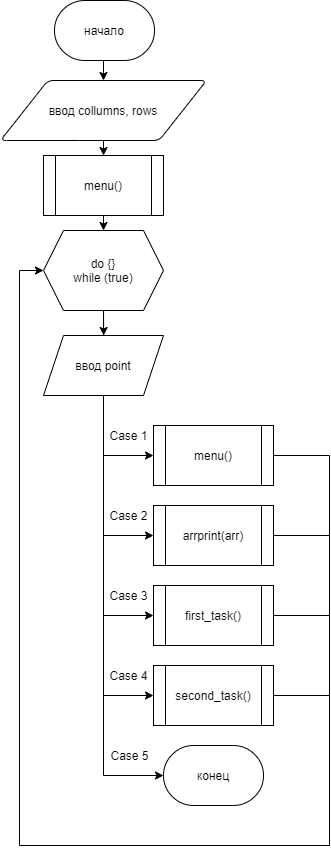 начало
ввод collumns, rows
menu()
do {}
while (true)
ввод point
Case 1
menu()
Case 2
arrprint(arr)
Case 3
first_task()
Case 4
second_task()
Case 5
конец